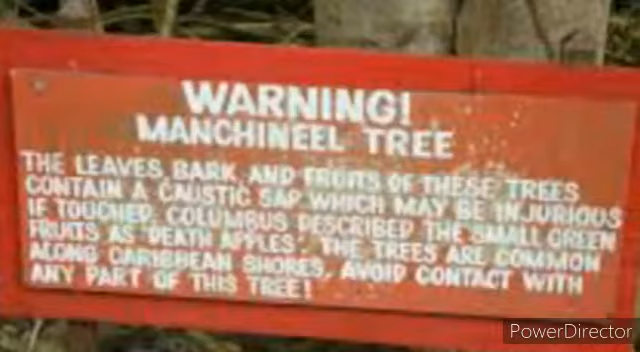 WARNING!
MANCHINEEL TREE
THE LEAVES, BARK AND FRUITS OF THESE TREES
CONTAIN A CAUSTIC SAP WHICH MAY BE INJURIOUS
IF TOUCHED. COLUMBUS DESCRIBED THE SMALL GREEN
FRUITS AS "DEATH APPLES". THE TREES ARE COMMON
ALONG CARIBBEAN SHORES. AVOID CONTACT WITH
ANY PART OF THIS TREE!
PowerDirector